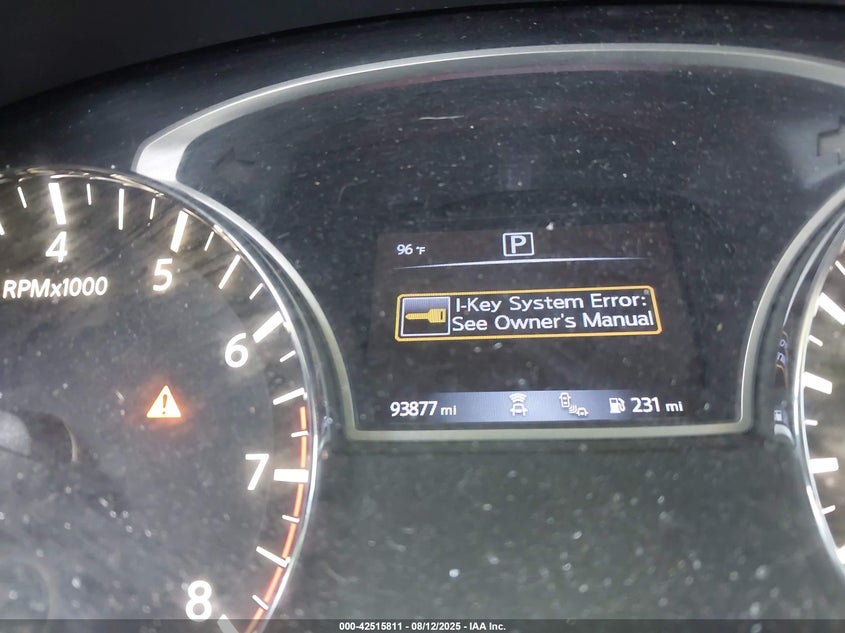 4
5
RPMx1000
6
7
8
96 °F
P
I-Key System Error:
See Owner's Manual
93877 mi
231 mi
000-42515811 - 08/12/2025 - IAA Inc.